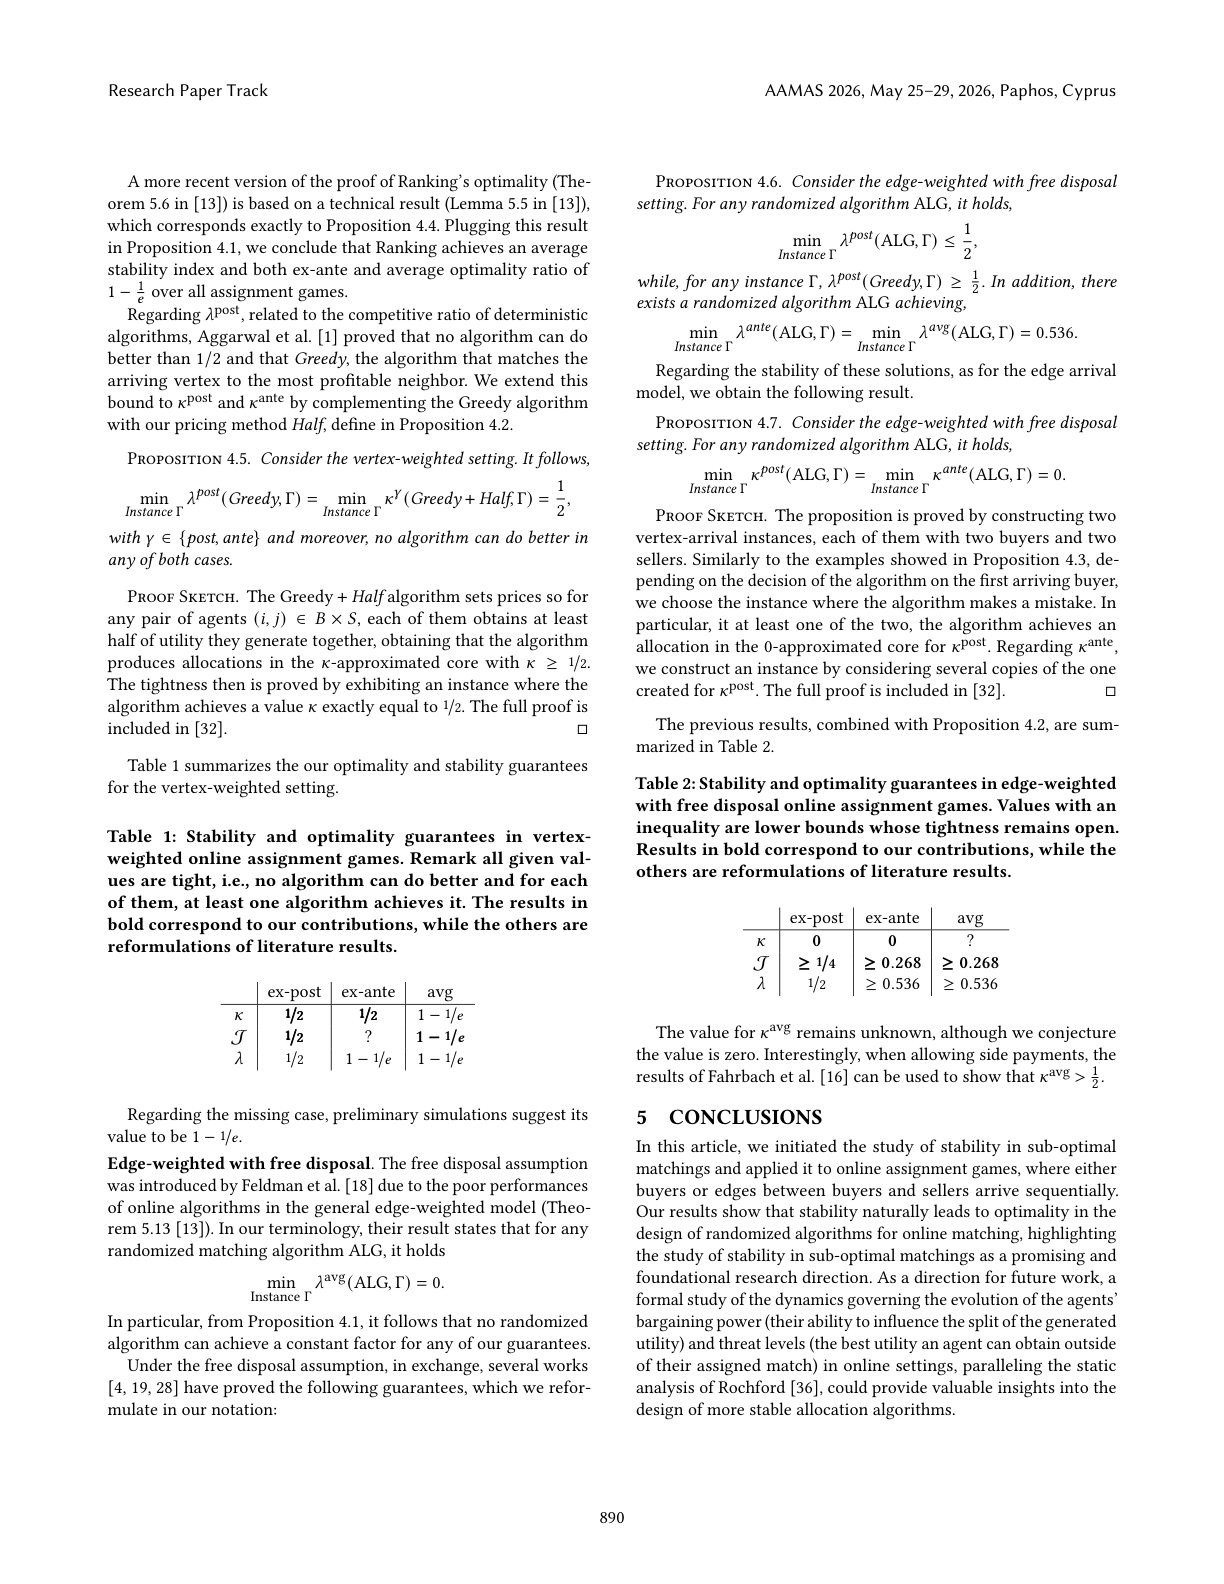 Research Paper Track
AAMAS 2026, May 25–29, 2026, Paphos, Cyprus
A more recent version of the proof of Ranking's optimality (The-
orem 5.6 in [13]) is based on a technical result (Lemma 5.5 in [13]),
which corresponds exactly to Proposition 4.4. Plugging this result
in Proposition 4.1, we conclude that Ranking achieves an average
stability index and both ex-ante and average optimality ratio of
1 − 1/e over all assignment games.
Regarding λ^post, related to the competitive ratio of deterministic
algorithms, Aggarwal et al. [1] proved that no algorithm can do
better than 1/2 and that Greedy, the algorithm that matches the
arriving vertex to the most profitable neighbor. We extend this
bound to κ^post and κ^ante by complementing the Greedy algorithm
with our pricing method Half, define in Proposition 4.2.
Proposition 4.5. Consider the vertex-weighted setting. It follows,
min_{Instance Γ} λ^post(Greedy, Γ) = min_{Instance Γ} κ^γ(Greedy + Half, Γ) = 1/2,
with γ ∈ {post, ante} and moreover, no algorithm can do better in
any of both cases.
Proof Sketch. The Greedy + Half algorithm sets prices so for
any pair of agents (i, j) ∈ B × S, each of them obtains at least
half of utility they generate together, obtaining that the algorithm
produces allocations in the κ-approximated core with κ ≥ 1/2.
The tightness then is proved by exhibiting an instance where the
algorithm achieves a value κ exactly equal to 1/2. The full proof is
included in [32]. □
Table 1 summarizes the our optimality and stability guarantees
for the vertex-weighted setting.
Table 1: Stability and optimality guarantees in vertex-
weighted online assignment games. Remark all given val-
ues are tight, i.e., no algorithm can do better and for each
of them, at least one algorithm achieves it. The results in
bold correspond to our contributions, while the others are
reformulations of literature results.
ex-post ex-ante avg
κ 1/2 1/2 1 − 1/e
𝒥 1/2 ? 1 − 1/e
λ 1/2 1 − 1/e 1 − 1/e
Regarding the missing case, preliminary simulations suggest its
value to be 1 − 1/e.
Edge-weighted with free disposal. The free disposal assumption
was introduced by Feldman et al. [18] due to the poor performances
of online algorithms in the general edge-weighted model (Theo-
rem 5.13 [13]). In our terminology, their result states that for any
randomized matching algorithm ALG, it holds
min_{Instance Γ} λ^avg(ALG, Γ) = 0.
In particular, from Proposition 4.1, it follows that no randomized
algorithm can achieve a constant factor for any of our guarantees.
Under the free disposal assumption, in exchange, several works
[4, 19, 28] have proved the following guarantees, which we refor-
mulate in our notation:
Proposition 4.6. Consider the edge-weighted with free disposal
setting. For any randomized algorithm ALG, it holds,
min_{Instance Γ} λ^post(ALG, Γ) ≤ 1/2,
while, for any instance Γ, λ^post(Greedy, Γ) ≥ 1/2. In addition, there
exists a randomized algorithm ALG achieving,
min_{Instance Γ} λ^ante(ALG, Γ) = min_{Instance Γ} λ^avg(ALG, Γ) = 0.536.
Regarding the stability of these solutions, as for the edge arrival
model, we obtain the following result.
Proposition 4.7. Consider the edge-weighted with free disposal
setting. For any randomized algorithm ALG, it holds,
min_{Instance Γ} κ^post(ALG, Γ) = min_{Instance Γ} κ^ante(ALG, Γ) = 0.
Proof Sketch. The proposition is proved by constructing two
vertex-arrival instances, each of them with two buyers and two
sellers. Similarly to the examples showed in Proposition 4.3, de-
pending on the decision of the algorithm on the first arriving buyer,
we choose the instance where the algorithm makes a mistake. In
particular, it at least one of the two, the algorithm achieves an
allocation in the 0-approximated core for κ^post. Regarding κ^ante,
we construct an instance by considering several copies of the one
created for κ^post. The full proof is included in [32]. □
The previous results, combined with Proposition 4.2, are sum-
marized in Table 2.
Table 2: Stability and optimality guarantees in edge-weighted
with free disposal online assignment games. Values with an
inequality are lower bounds whose tightness remains open.
Results in bold correspond to our contributions, while the
others are reformulations of literature results.
ex-post ex-ante avg
κ 0 0 ?
𝒥 ≥ 1/4 ≥ 0.268 ≥ 0.268
λ 1/2 ≥ 0.536 ≥ 0.536
The value for κ^avg remains unknown, although we conjecture
the value is zero. Interestingly, when allowing side payments, the
results of Fahrbach et al. [16] can be used to show that κ^avg > 1/2.
5 CONCLUSIONS
In this article, we initiated the study of stability in sub-optimal
matchings and applied it to online assignment games, where either
buyers or edges between buyers and sellers arrive sequentially.
Our results show that stability naturally leads to optimality in the
design of randomized algorithms for online matching, highlighting
the study of stability in sub-optimal matchings as a promising and
foundational research direction. As a direction for future work, a
formal study of the dynamics governing the evolution of the agents'
bargaining power (their ability to influence the split of the generated
utility) and threat levels (the best utility an agent can obtain outside
of their assigned match) in online settings, paralleling the static
analysis of Rochford [36], could provide valuable insights into the
design of more stable allocation algorithms.
890